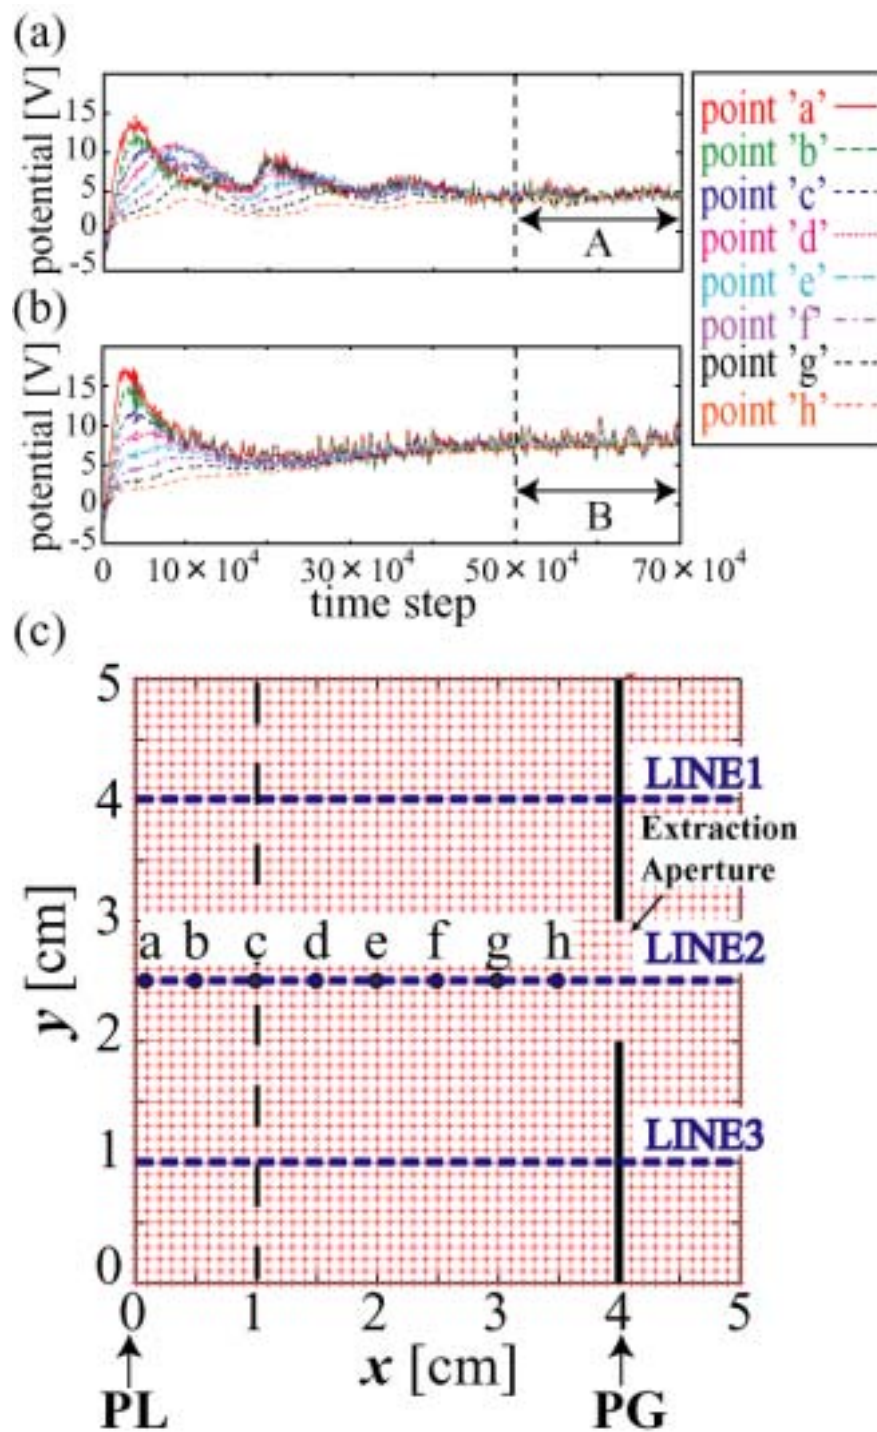 (a)
potential [V]
15
10
5
0
-5
A
point 'a'
point 'b'
point 'c'
point 'd'
point 'e'
point 'f'
point 'g'
point 'h'
(b)
potential [V]
15
10
5
0
-5
B
0 10×10⁴ 30×10⁴ 50×10⁴ 70×10⁴
time step
(c)
y [cm]
5
4
3
2
1
0
LINE1
Extraction
Aperture
a b c d e f g h
LINE2
LINE3
0 1 2 3 4 5
x [cm]
PL
PG